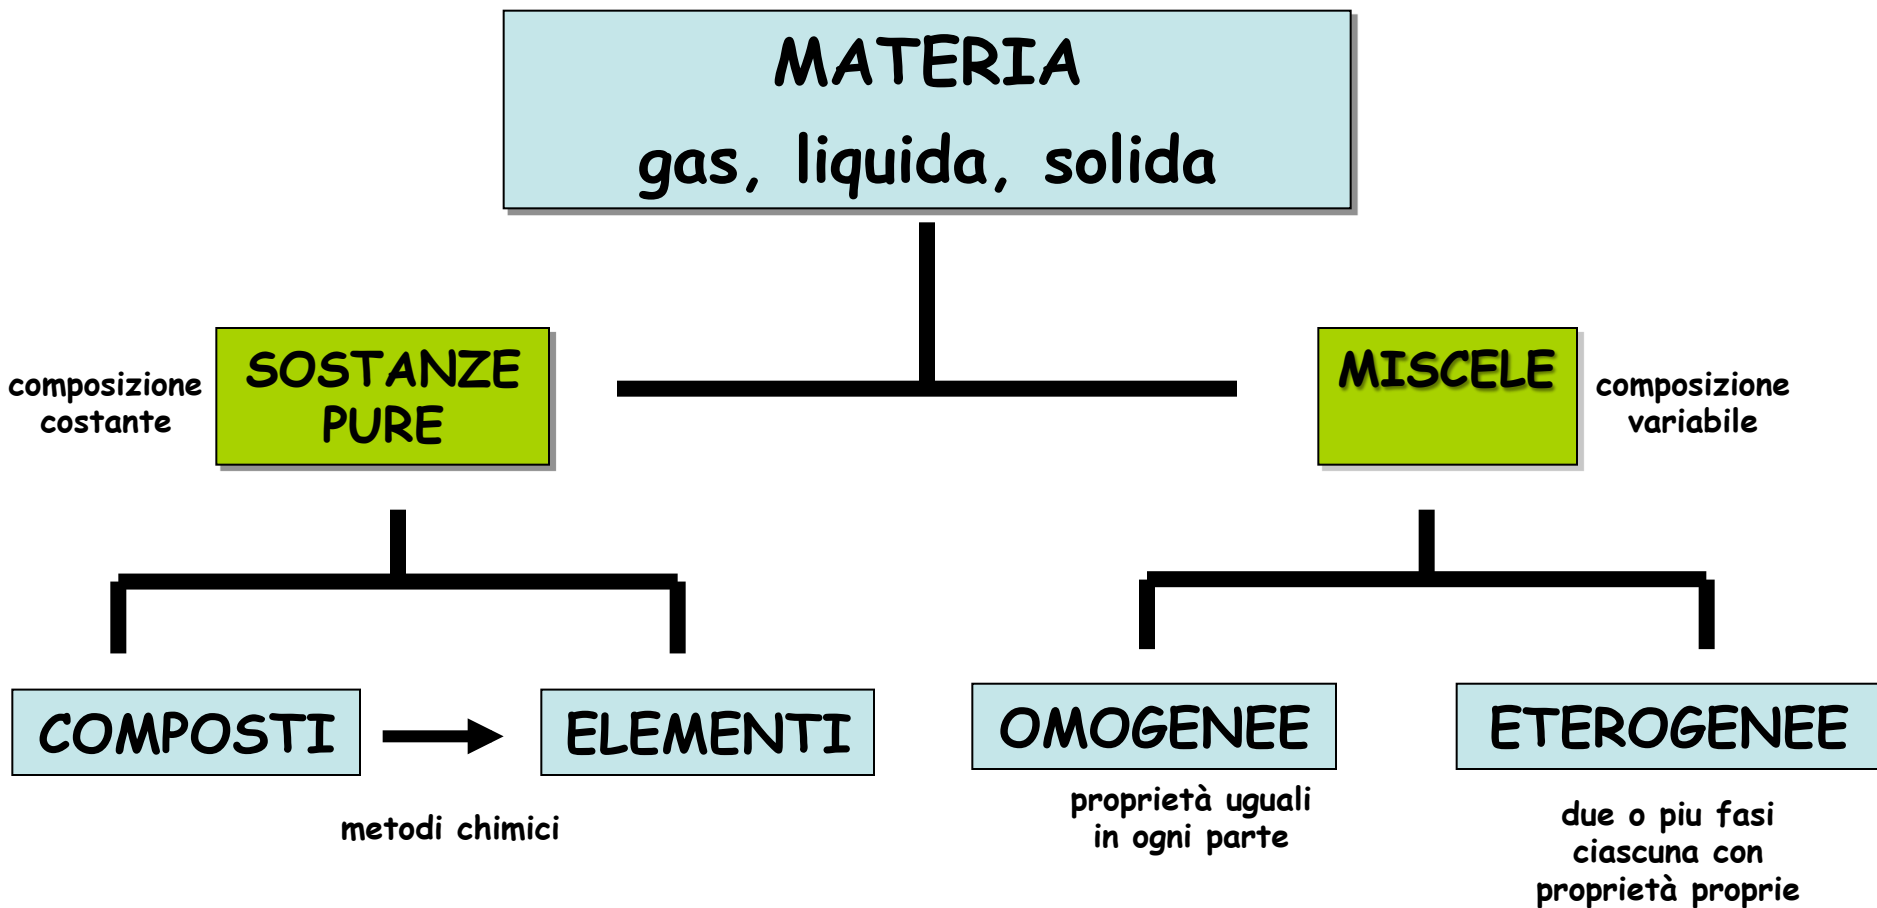 MATERIA
gas, liquida, solida
composizione
costante
SOSTANZE
PURE
MISCELE
composizione
variabile
COMPOSTI
ELEMENTI
metodi chimici
OMOGENEE
proprietà uguali
in ogni parte
ETEROGENEE
due o piu fasi
ciascuna con
proprietà proprie